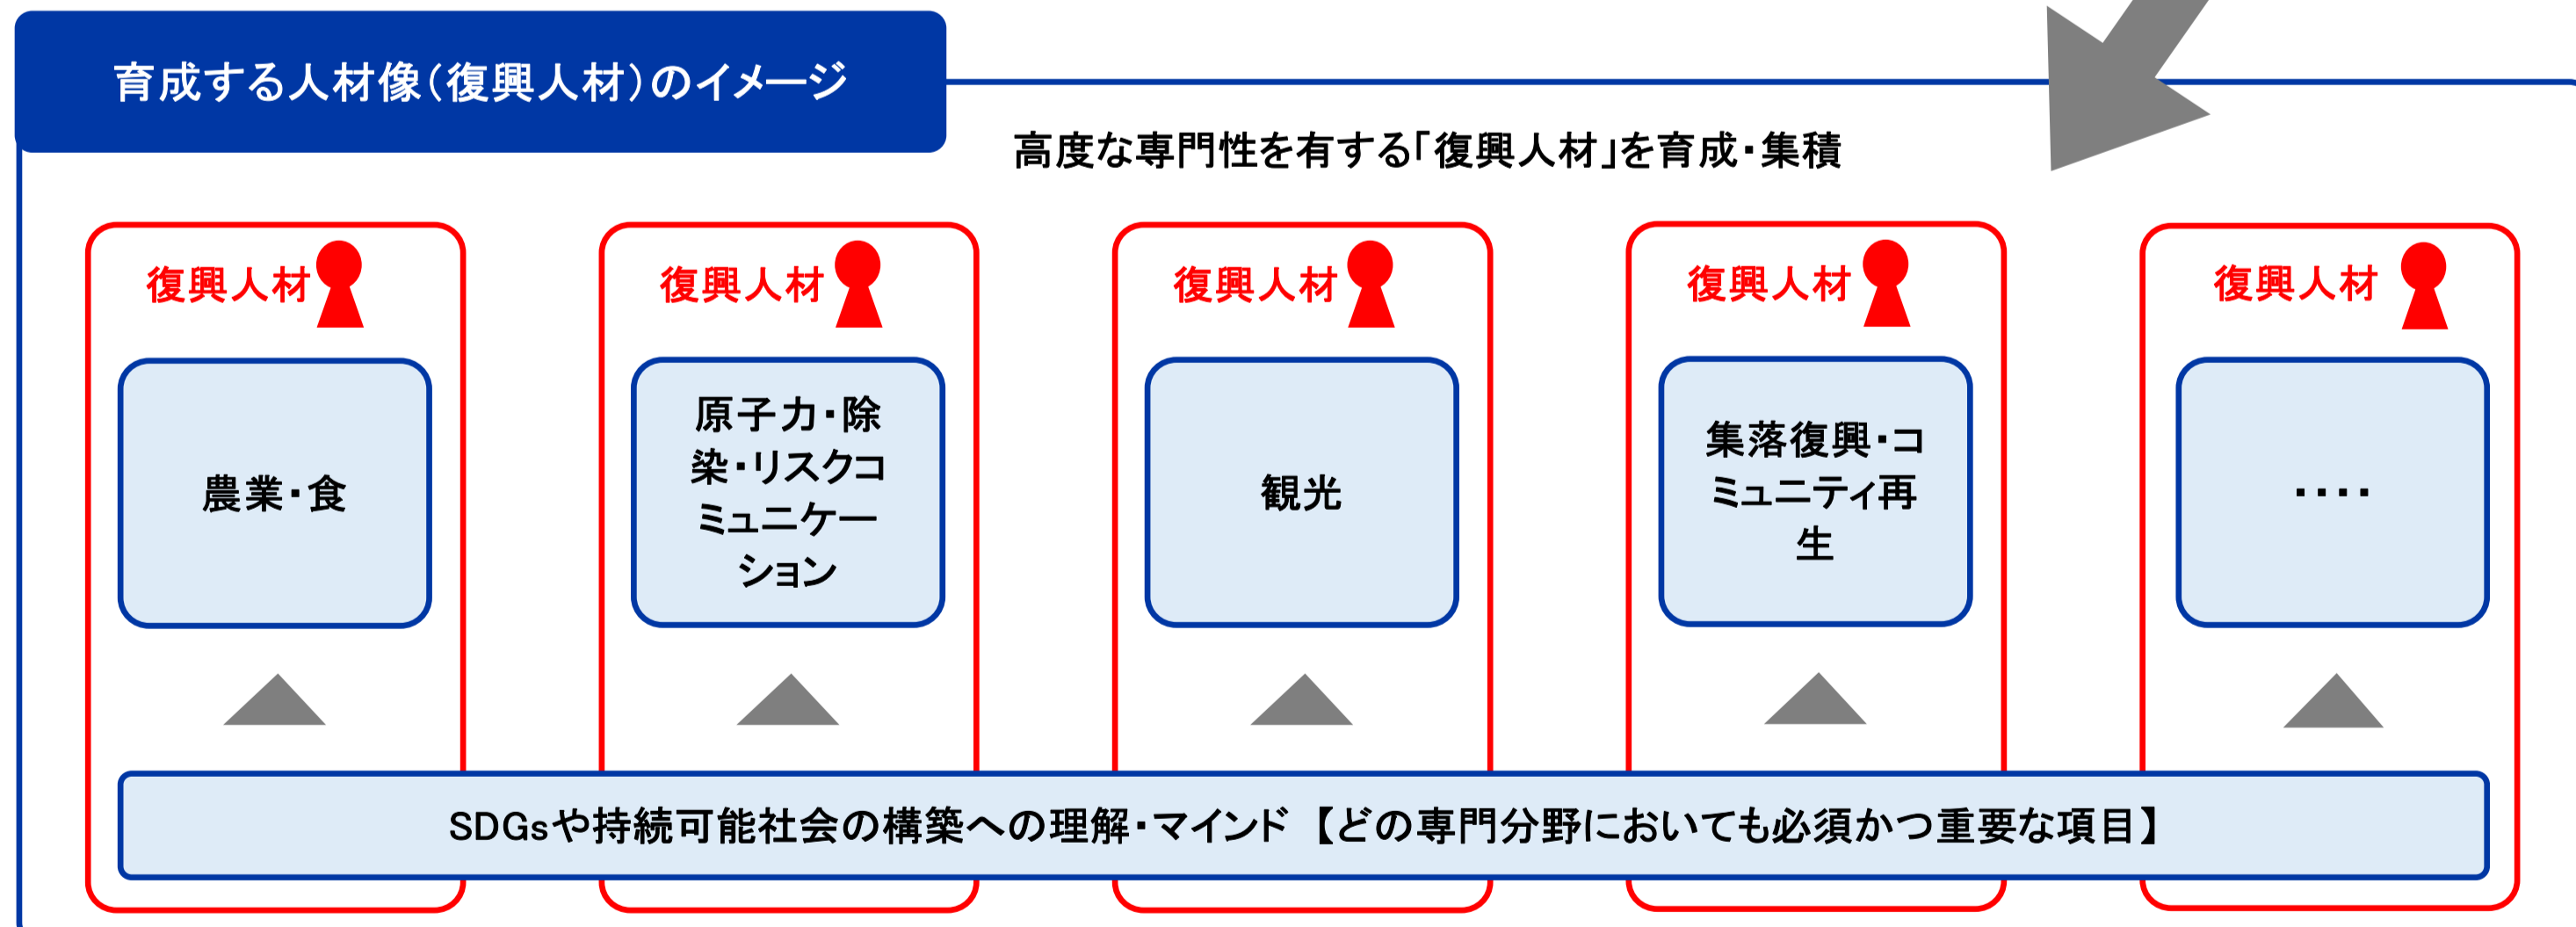 育成する人材像(復興人材)のイメージ
高度な専門性を有する「復興人材」を育成・集積
復興人材
復興人材
復興人材
復興人材
復興人材
農業・食
原子力・除
染・リスクコ
ミュニケー
ション
観光
集落復興・コ
ミュニティ再
生
・・・・
SDGsや持続可能社会の構築への理解・マインド 【どの専門分野においても必須かつ重要な項目】